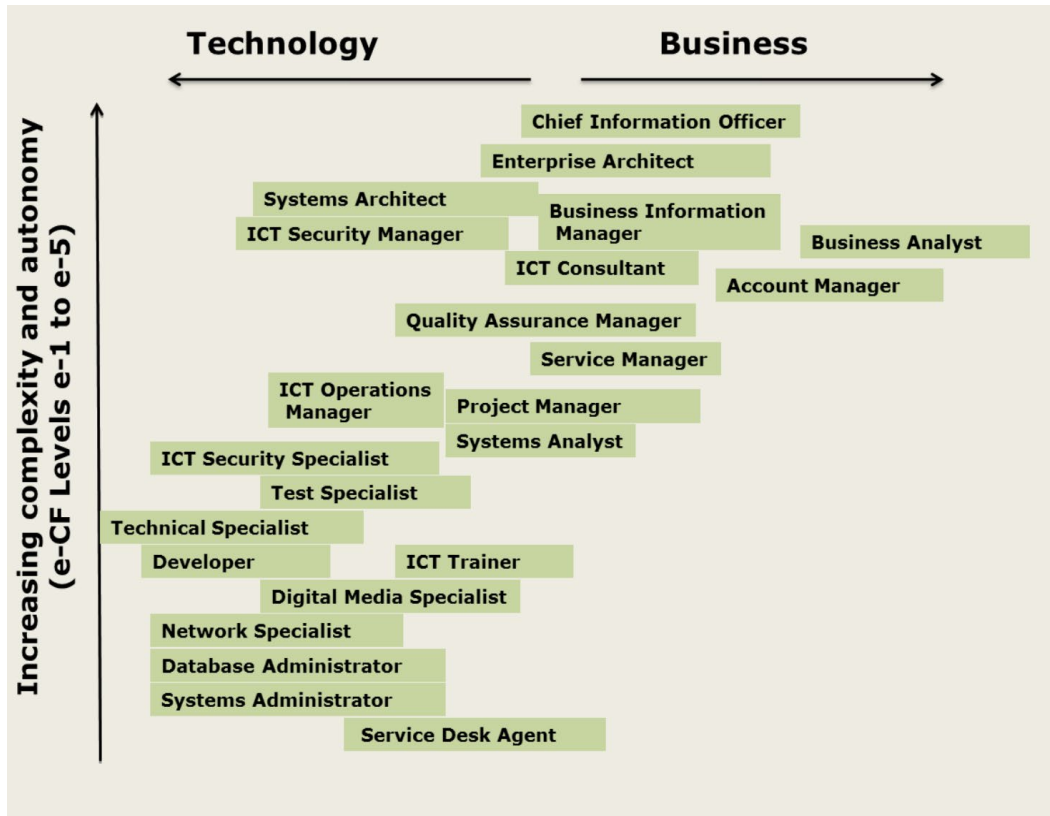 Technology
Business
Increasing complexity and autonomy
(e-CF Levels e-1 to e-5)
Chief Information Officer
Enterprise Architect
Systems Architect
Business Information
Manager
ICT Security Manager
Business Analyst
ICT Consultant
Account Manager
Quality Assurance Manager
Service Manager
ICT Operations
Manager
Project Manager
Systems Analyst
ICT Security Specialist
Test Specialist
Technical Specialist
Developer
ICT Trainer
Digital Media Specialist
Network Specialist
Database Administrator
Systems Administrator
Service Desk Agent